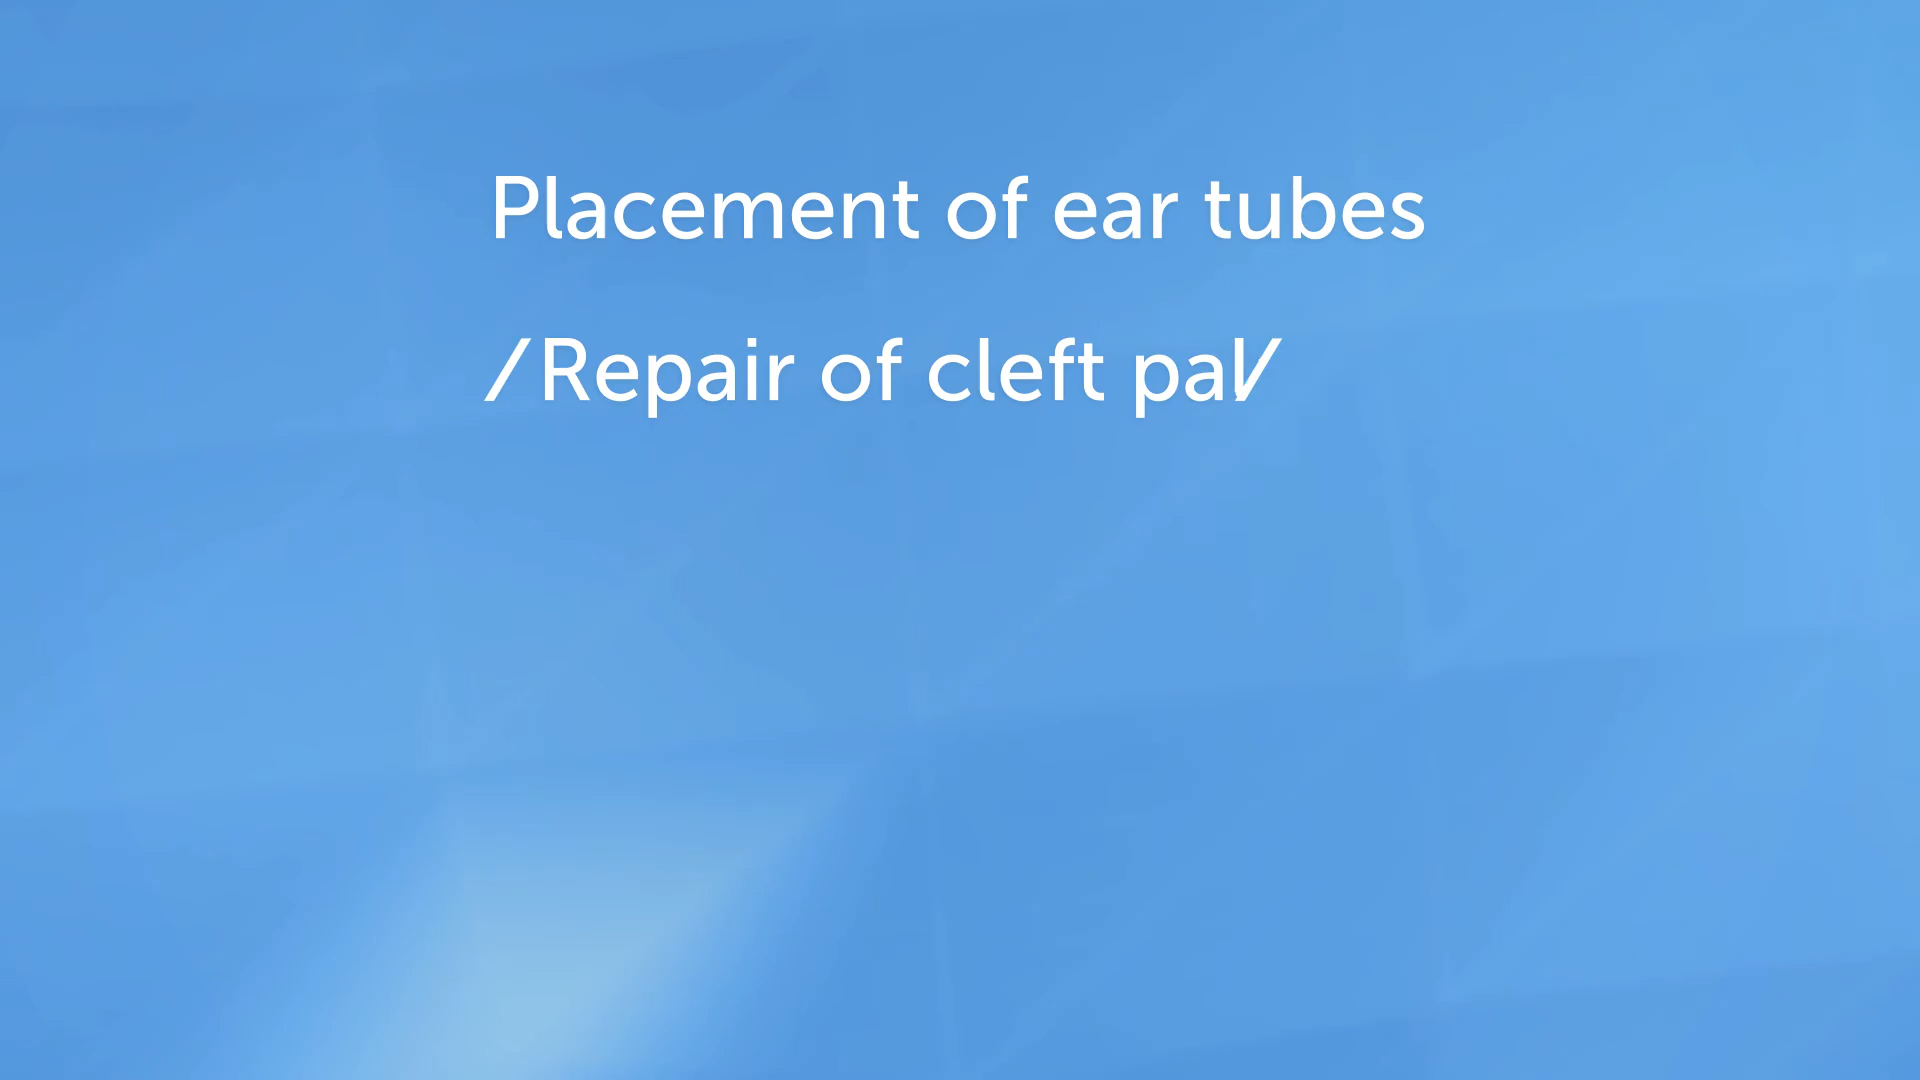 Placement of ear tubes
/Repair of cleft pal/